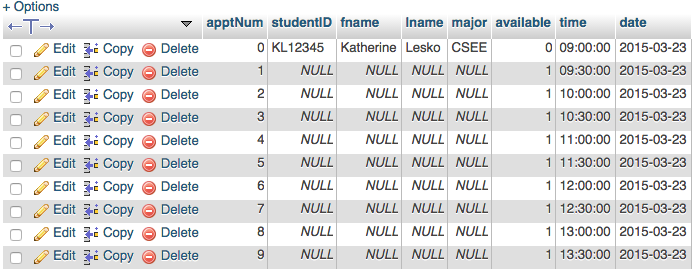 + Options
apptNum studentID fname lname major available time date
Edit Copy Delete 0 KL12345 Katherine Lesko CSEE 0 09:00:00 2015-03-23
Edit Copy Delete 1 NULL NULL NULL NULL 1 09:30:00 2015-03-23
Edit Copy Delete 2 NULL NULL NULL NULL 1 10:00:00 2015-03-23
Edit Copy Delete 3 NULL NULL NULL NULL 1 10:30:00 2015-03-23
Edit Copy Delete 4 NULL NULL NULL NULL 1 11:00:00 2015-03-23
Edit Copy Delete 5 NULL NULL NULL NULL 1 11:30:00 2015-03-23
Edit Copy Delete 6 NULL NULL NULL NULL 1 12:00:00 2015-03-23
Edit Copy Delete 7 NULL NULL NULL NULL 1 12:30:00 2015-03-23
Edit Copy Delete 8 NULL NULL NULL NULL 1 13:00:00 2015-03-23
Edit Copy Delete 9 NULL NULL NULL NULL 1 13:30:00 2015-03-23